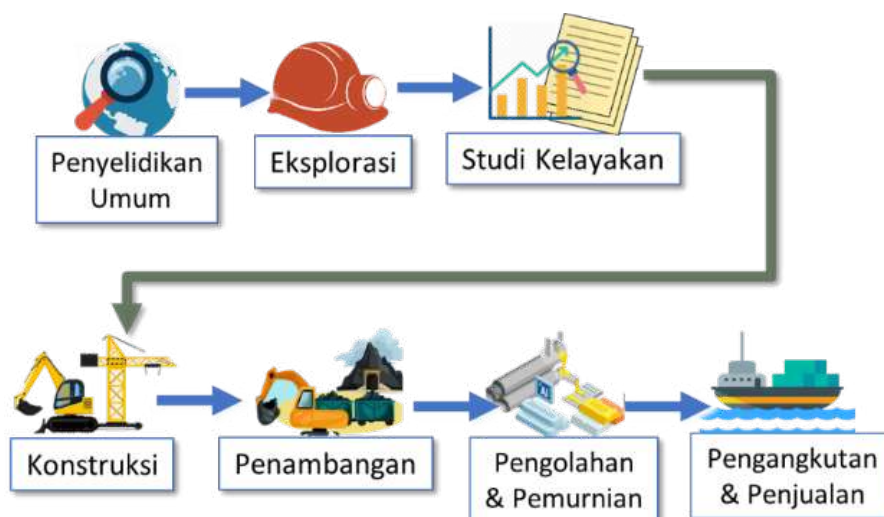 Penyelidikan
Umum
Eksplorasi
Studi Kelayakan
Konstruksi
Penambangan
Pengolahan
& Pemurnian
Pengangkutan
& Penjualan